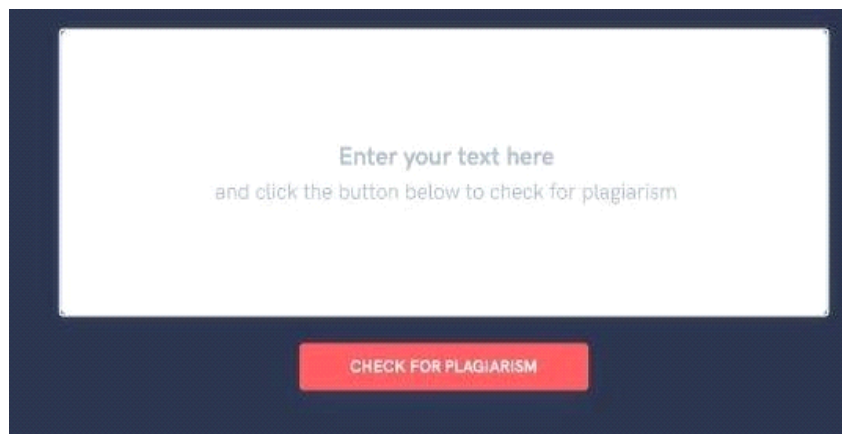 Enter your text here
and click the button below to check for plagiarism
CHECK FOR PLAGIARISM